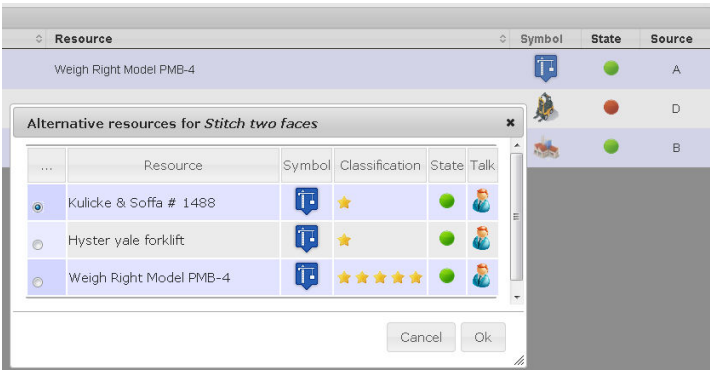 Resource Symbol State Source
Weigh Right Model PMB-4 A
D
Alternative resources for Stitch two faces
B
... Resource Symbol Classification State Talk
Kulicke & Soffa # 1488
Hyster yale forklift
Weigh Right Model PMB-4
Cancel Ok